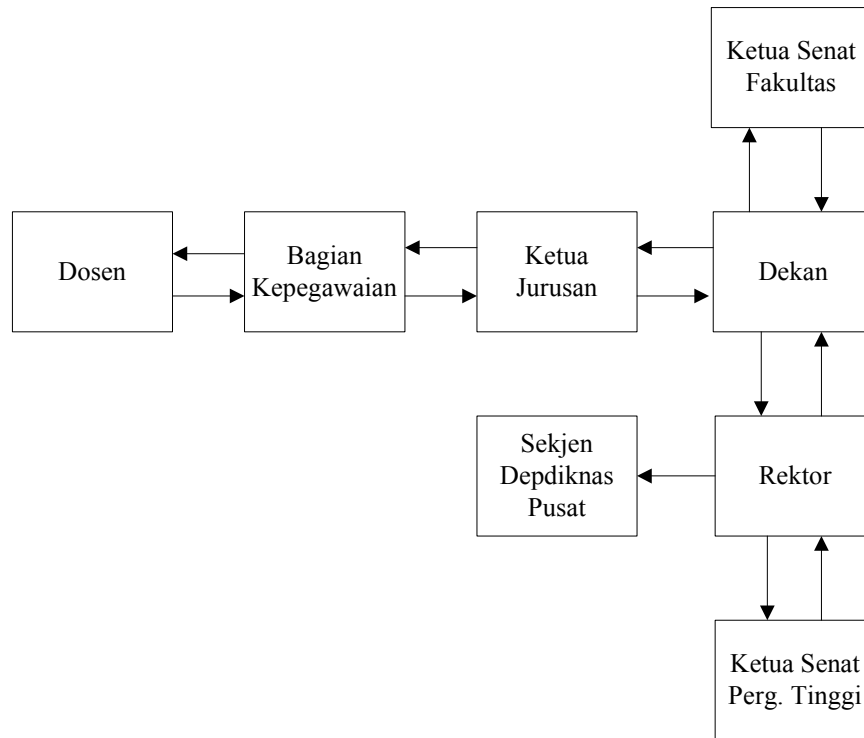 Ketua Senat
Fakultas
Dosen
Bagian
Kepegawaian
Ketua
Jurusan
Dekan
Sekjen
Depdiknas
Pusat
Rektor
Ketua Senat
Perg. Tinggi